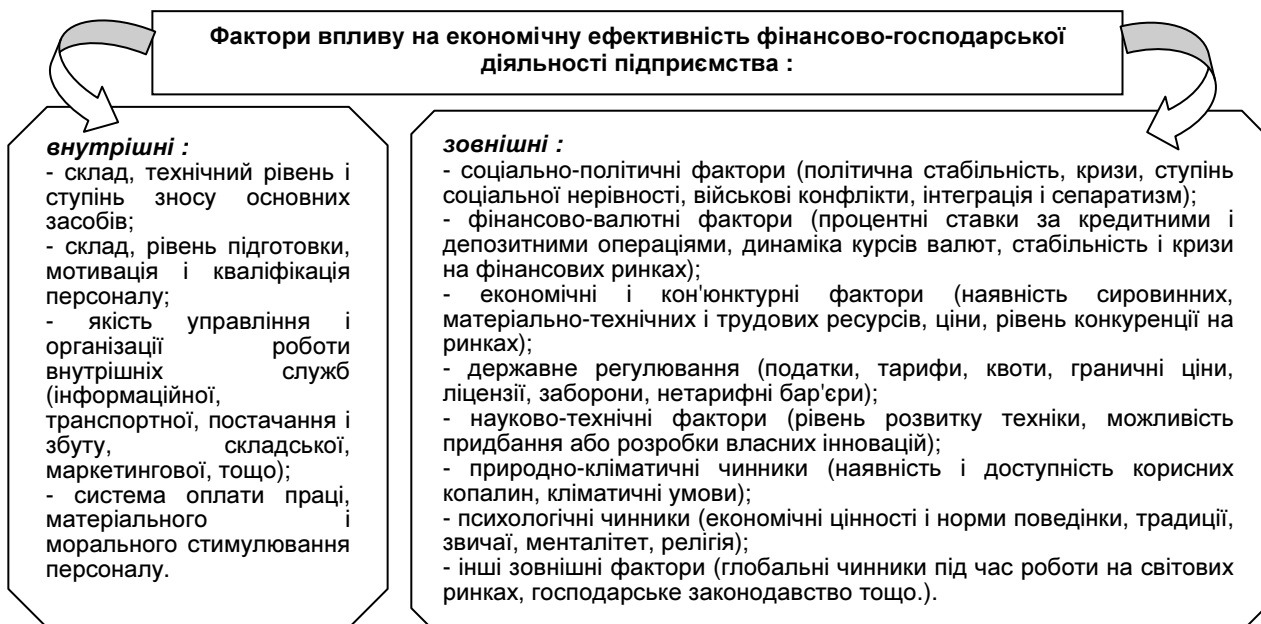 Фактори впливу на економічну ефективність фінансово-господарської
діяльності підприємства :
внутрішні :
- склад, технічний рівень і
ступінь зносу основних
засобів;
- склад, рівень підготовки,
мотивація і кваліфікація
персоналу;
- якість управління і
організації роботи
внутрішніх служб
(інформаційної,
транспортної, постачання і
збуту, складської,
маркетингової, тощо);
- система оплати праці,
матеріального і
морального стимулювання
персоналу.
зовнішні :
- соціально-політичні фактори (політична стабільність, кризи, ступінь
соціальної нерівності, військові конфлікти, інтеграція і сепаратизм);
- фінансово-валютні фактори (процентні ставки за кредитними і
депозитними операціями, динаміка курсів валют, стабільність і кризи
на фінансових ринках);
- економічні і кон'юнктурні фактори (наявність сировинних,
матеріально-технічних і трудових ресурсів, ціни, рівень конкуренції на
ринках);
- державне регулювання (податки, тарифи, квоти, граничні ціни,
ліцензії, заборони, нетарифні бар'єри);
- науково-технічні фактори (рівень розвитку техніки, можливість
придбання або розробки власних інновацій);
- природно-кліматичні чинники (наявність і доступність корисних
копалин, кліматичні умови);
- психологічні чинники (економічні цінності і норми поведінки, традиції,
звичаї, менталітет, релігія);
- інші зовнішні фактори (глобальні чинники під час роботи на світових
ринках, господарське законодавство тощо.).